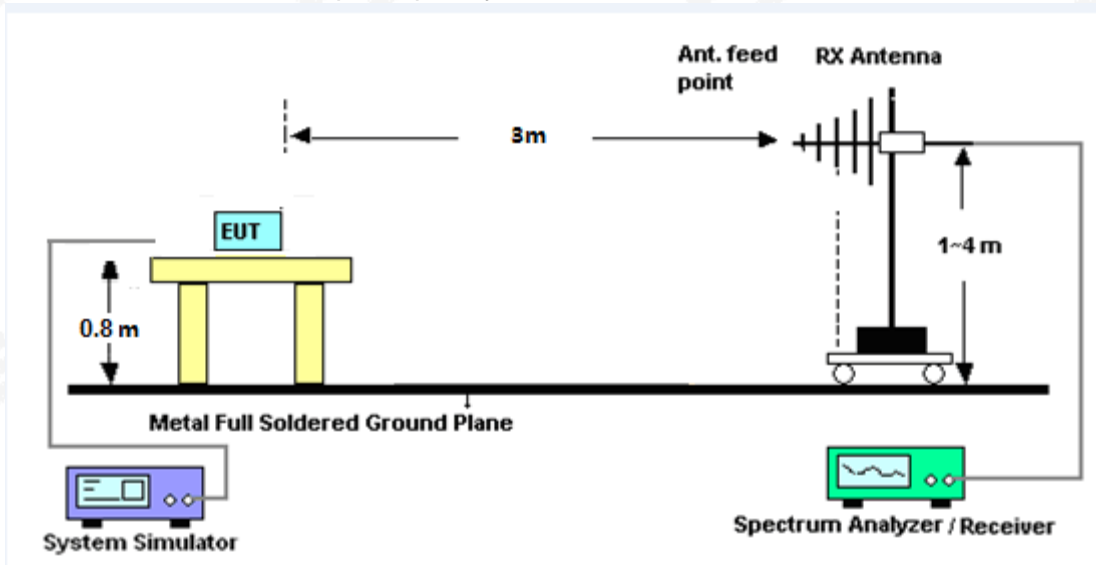 Ant. feed
point
RX Antenna
3m
EUT
1~4 m
0.8 m
Metal Full Soldered Ground Plane
System Simulator
Spectrum Analyzer / Receiver